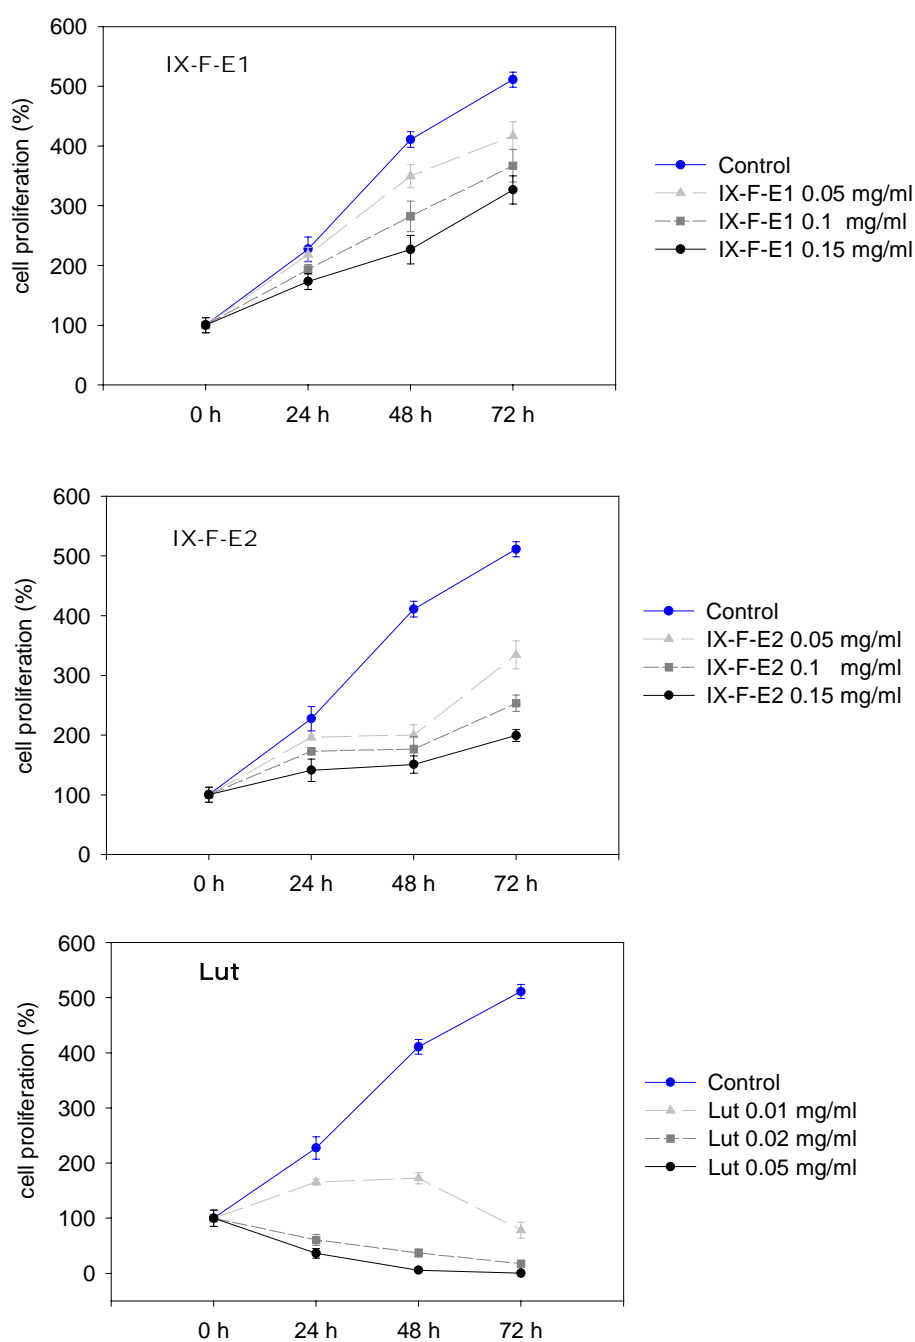 600
IX-F-E1
500
400
300
200
100
0
cell proliferation (%)
0 h 24 h 48 h 72 h
Control
IX-F-E1 0.05 mg/ml
IX-F-E1 0.1 mg/ml
IX-F-E1 0.15 mg/ml
600
IX-F-E2
500
400
300
200
100
0
cell proliferation (%)
0 h 24 h 48 h 72 h
Control
IX-F-E2 0.05 mg/ml
IX-F-E2 0.1 mg/ml
IX-F-E2 0.15 mg/ml
600
Lut
500
400
300
200
100
0
cell proliferation (%)
0 h 24 h 48 h 72 h
Control
Lut 0.01 mg/ml
Lut 0.02 mg/ml
Lut 0.05 mg/ml